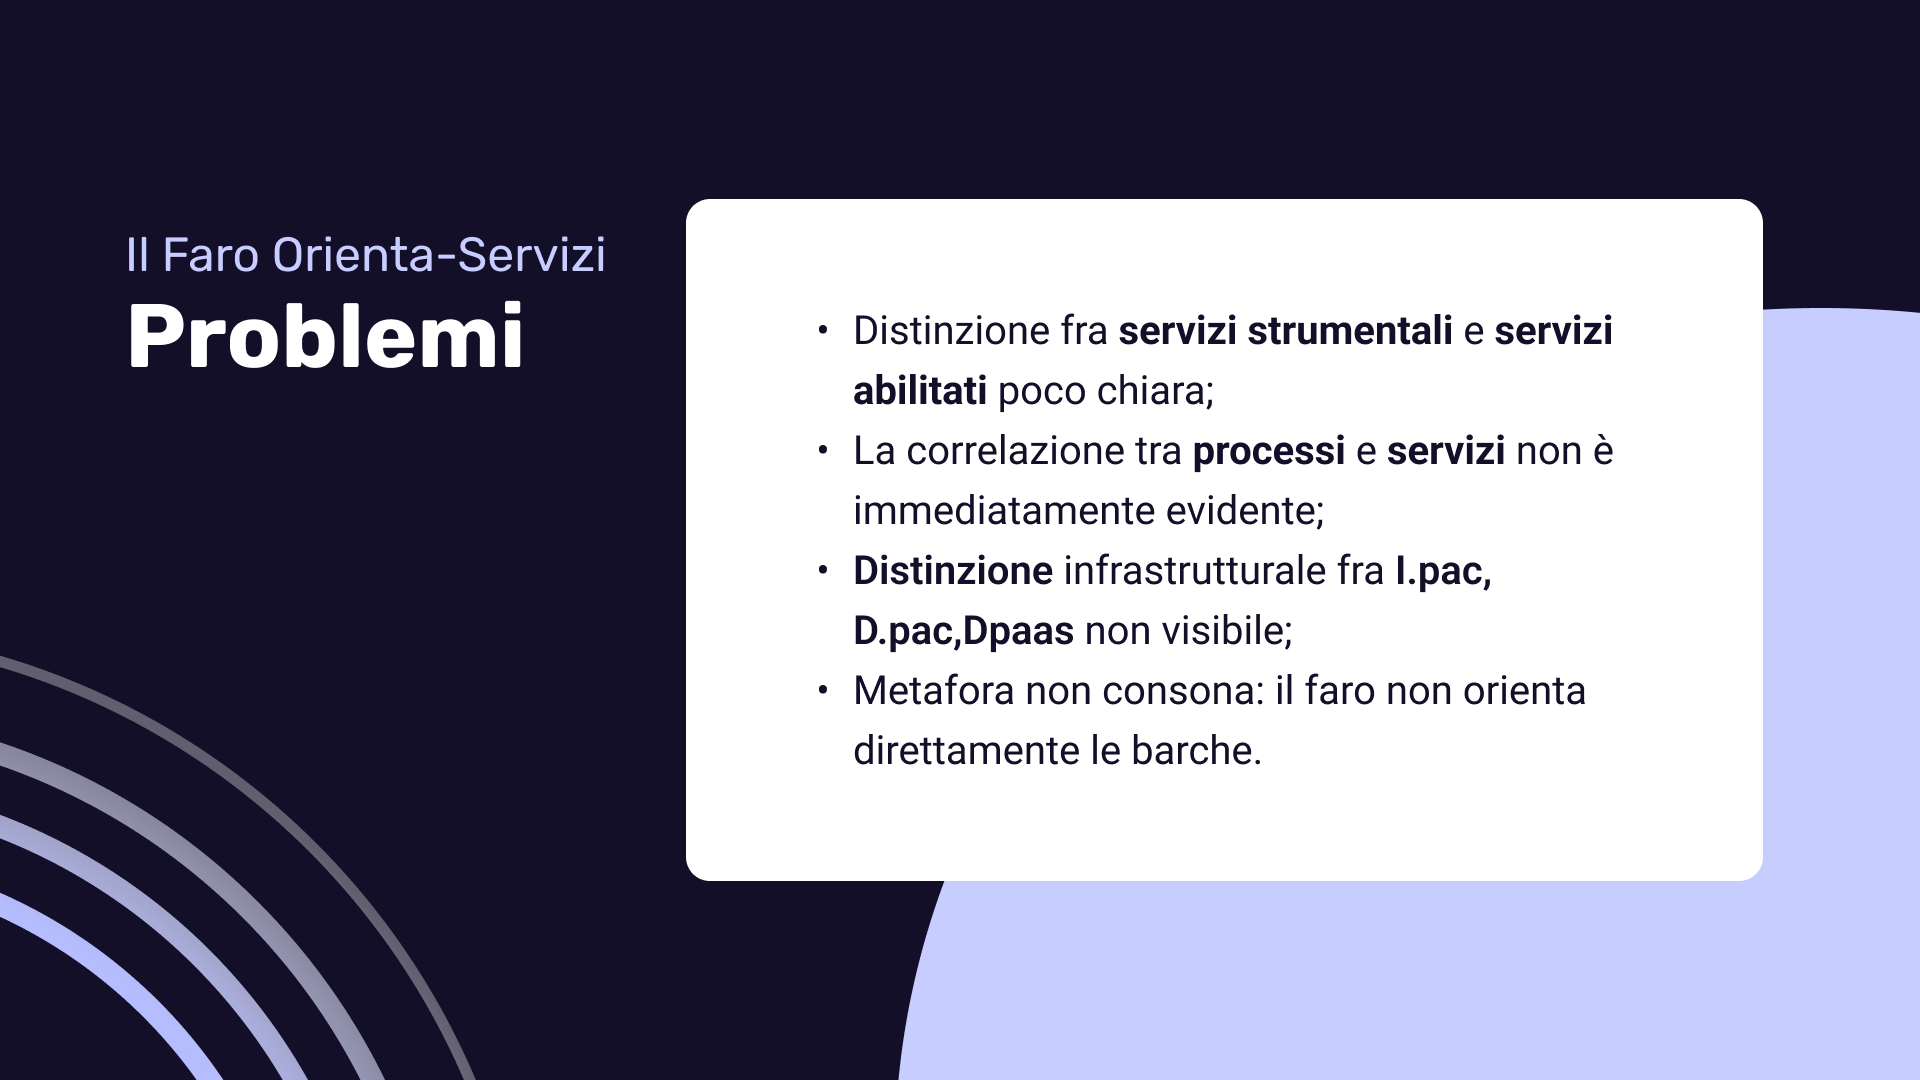 Il Faro Orienta-Servizi
Problemi
• Distinzione fra servizi strumentali e servizi
abilitati poco chiara;
• La correlazione tra processi e servizi non è
immediatamente evidente;
• Distinzione infrastrutturale fra I.pac,
D.pac,Dpaas non visibile;
• Metafora non consona: il faro non orienta
direttamente le barche.